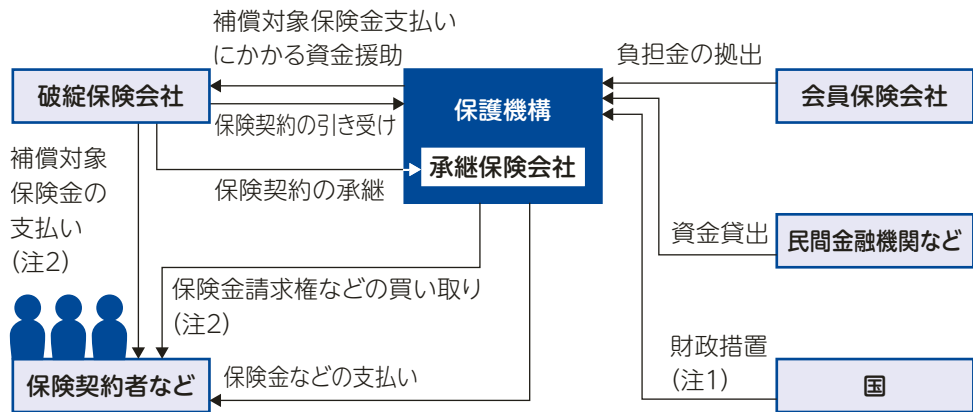 補償対象保険金支払い
にかかる資金援助
負担金の拠出
破綻保険会社
保護機構
会員保険会社
保険契約の引き受け
承継保険会社
補償対象
保険金の
支払い
(注2)
保険契約の承継
資金貸出
民間金融機関など
保険金請求権などの買い取り
(注2)
財政措置
(注1)
保険契約者など
保険金などの支払い
国